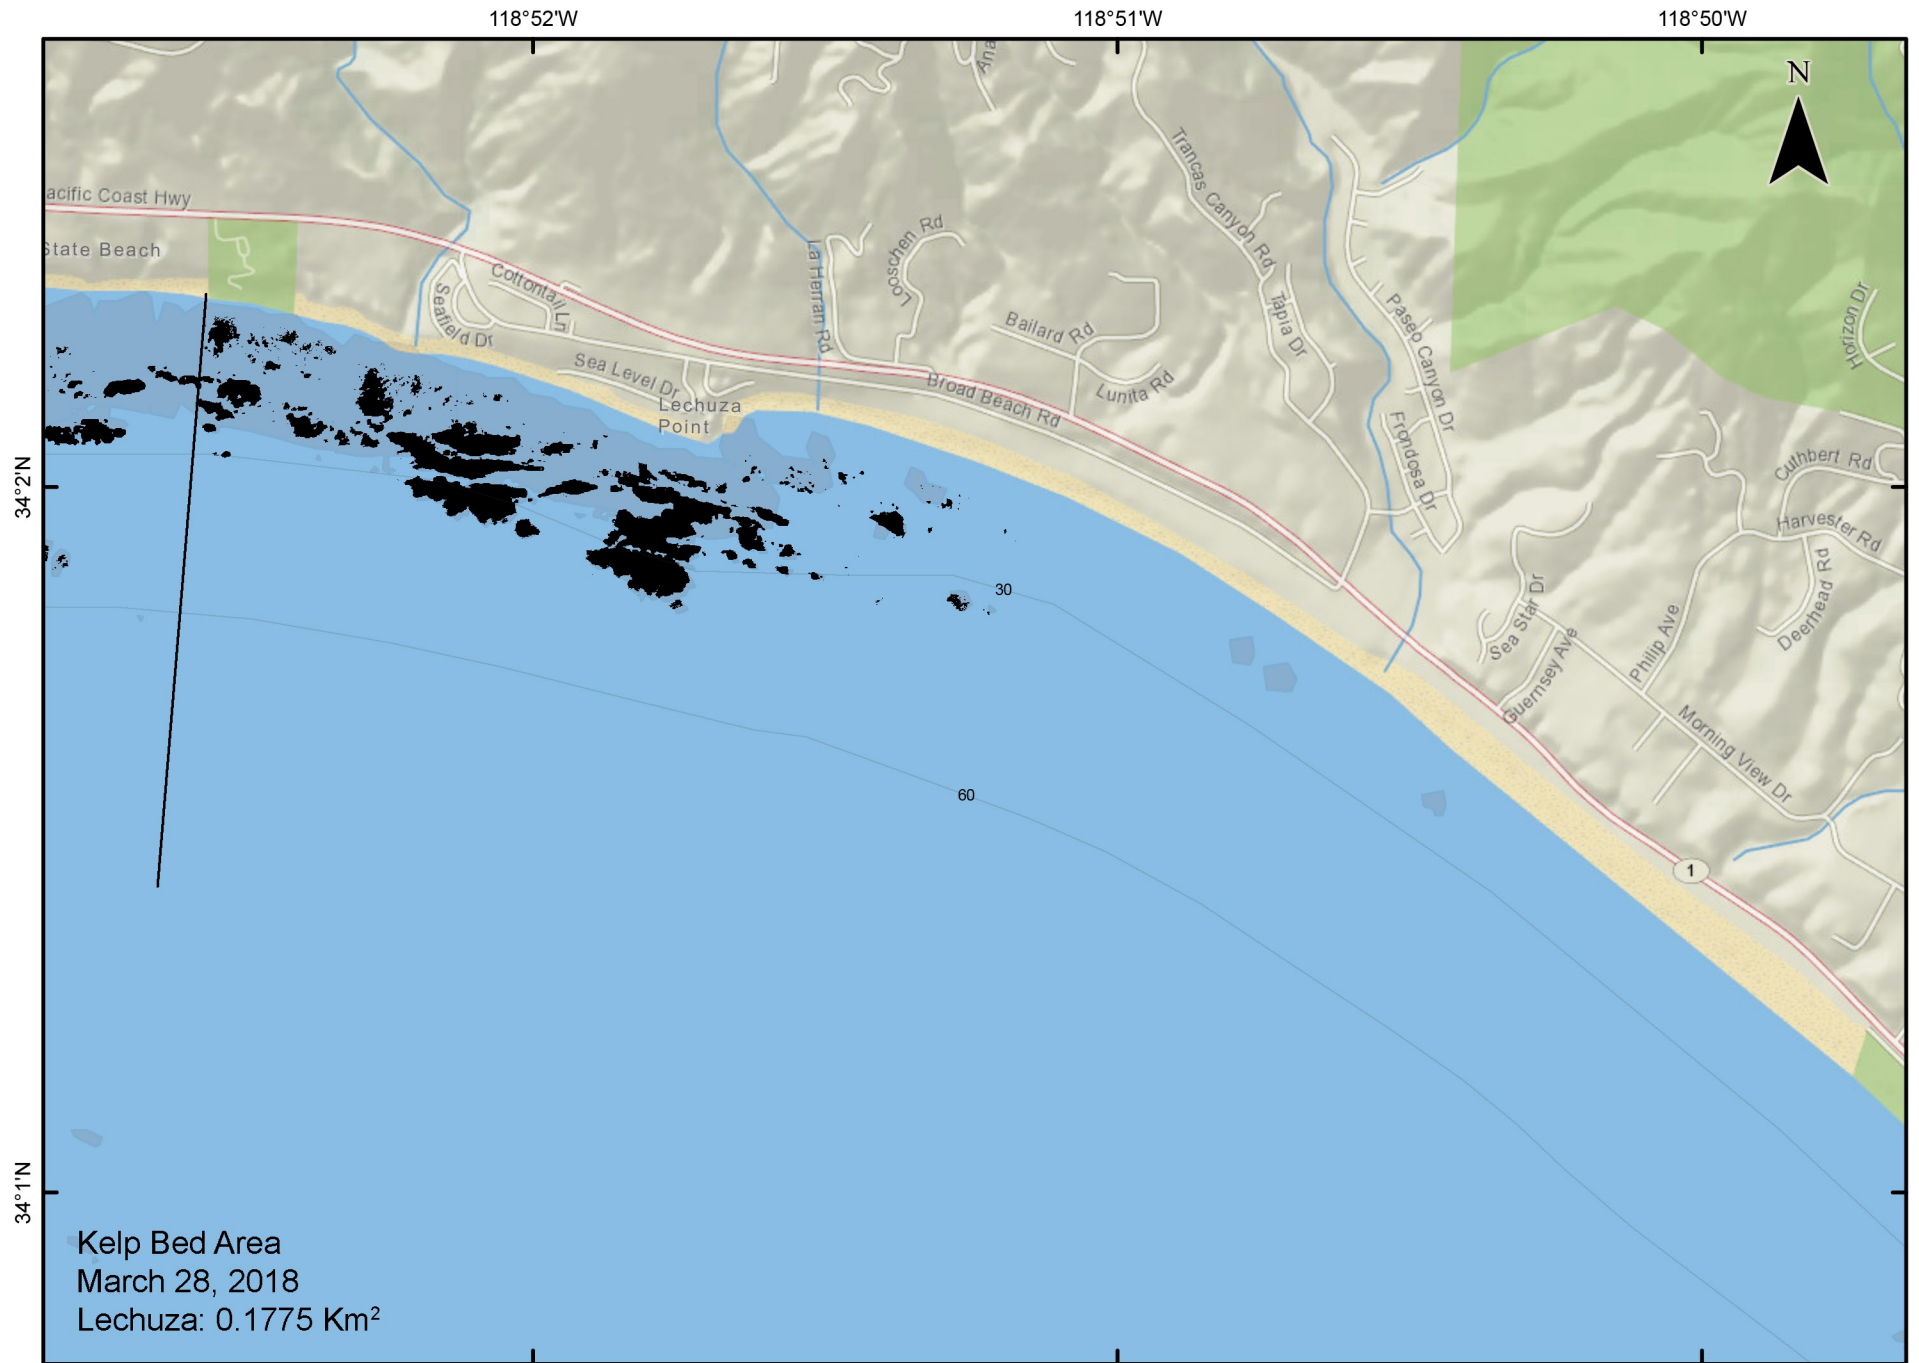 118°52'W
118°51'W
118°50'W
N
Ana
Trancas Canyon Rd
acific Coast Hwy
State Beach
Looschen Rd
La Herran Rd
Cottontail Ln
Seafield Dr
Bailard Rd
Tapia Dr
Paseo Canyon Dr
Horizon Dr
Sea Level Dr
Lechuza
Point
Broad Beach Rd
Lunita Rd
Frondosa Dr
Cuthbert Rd
Harvester Rd
34°2'N
30
Sea Star Dr
Guernsey Ave
Philip Ave
Deerhead Rd
Morning View Dr
60
1
34°1'N
Kelp Bed Area
March 28, 2018
Lechuza: 0.1775 Km²